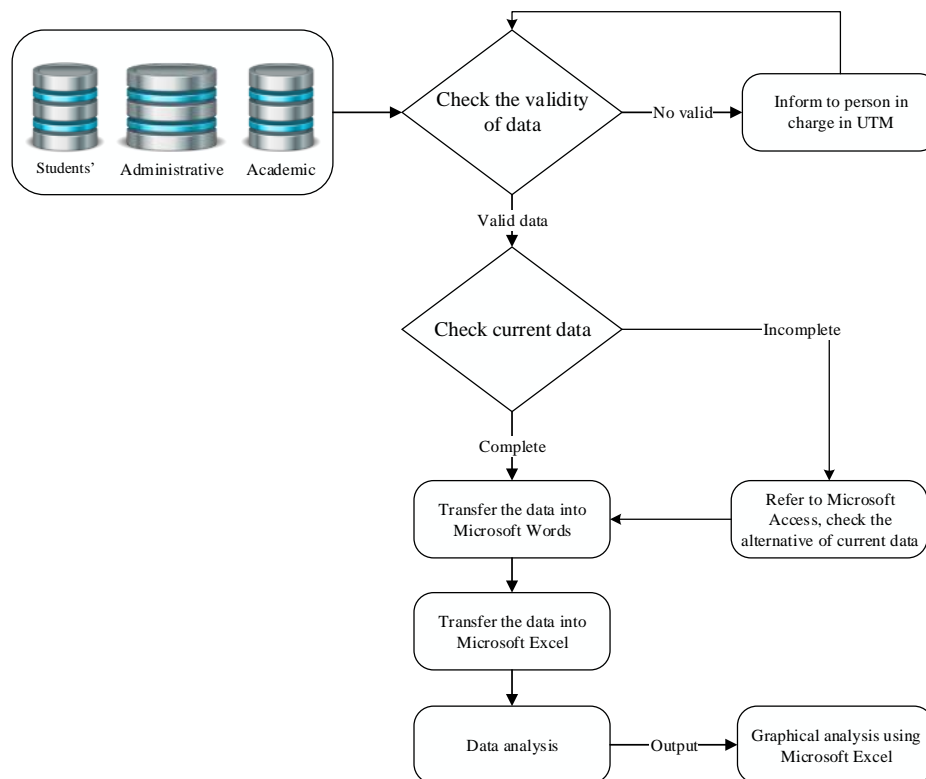 Students’
Administrative
Academic
Check the validity
of data
No valid
Inform to person in
charge in UTM
Valid data
Check current data
Incomplete
Complete
Transfer the data into
Microsoft Words
Refer to Microsoft
Access, check the
alternative of current data
Transfer the data into
Microsoft Excel
Data analysis
Output
Graphical analysis using
Microsoft Excel